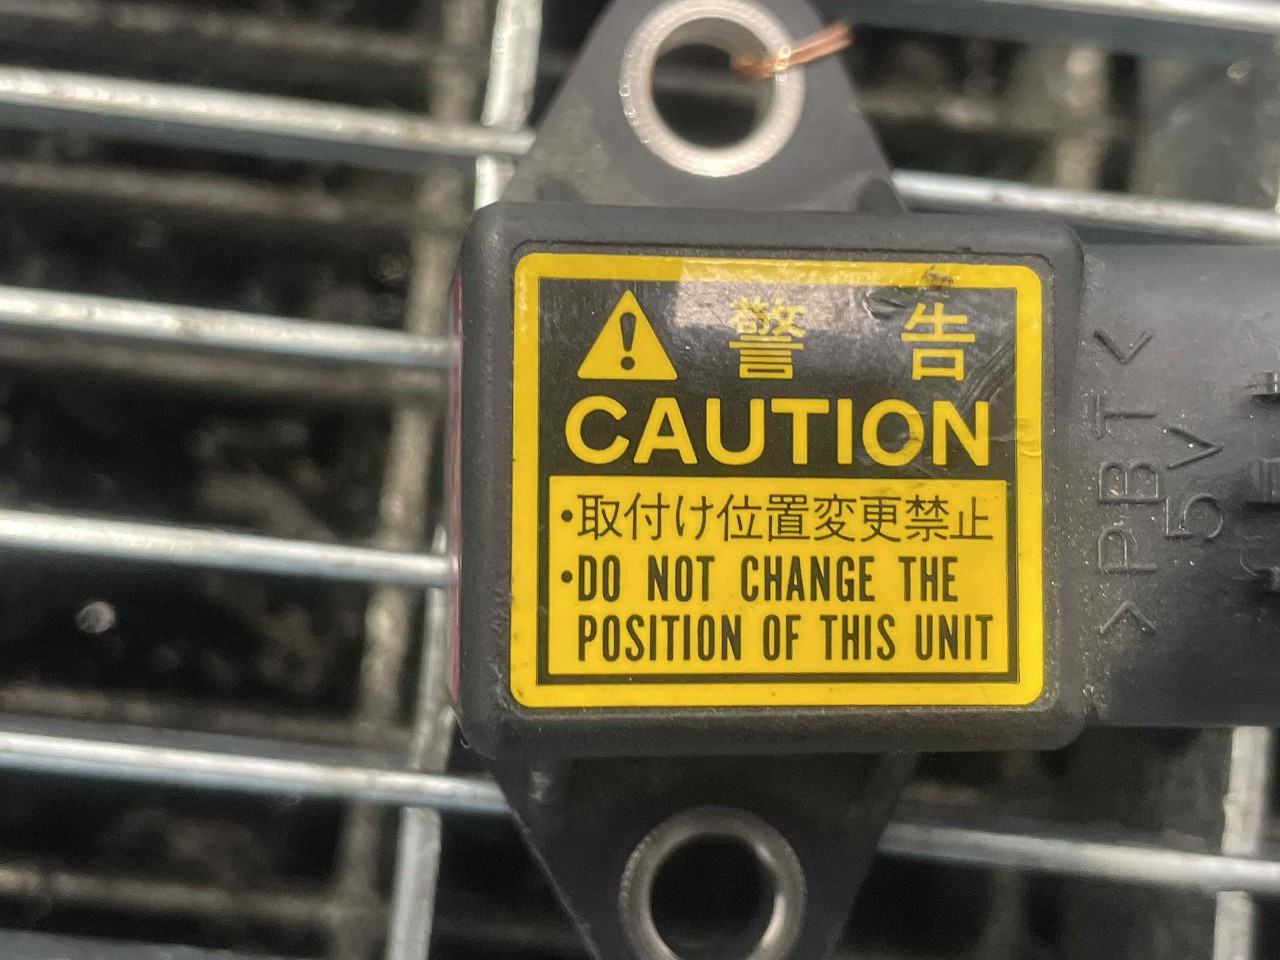 警告
CAUTION
・取付け位置変更禁止
・DO NOT CHANGE THE
POSITION OF THIS UNIT
>PBT<
5V